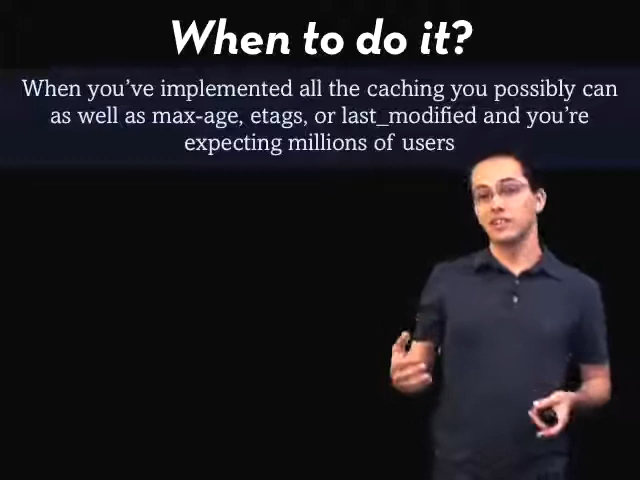 When to do it?
When you've implemented all the caching you possibly can
as well as max-age, etags, or last_modified and you're
expecting millions of users